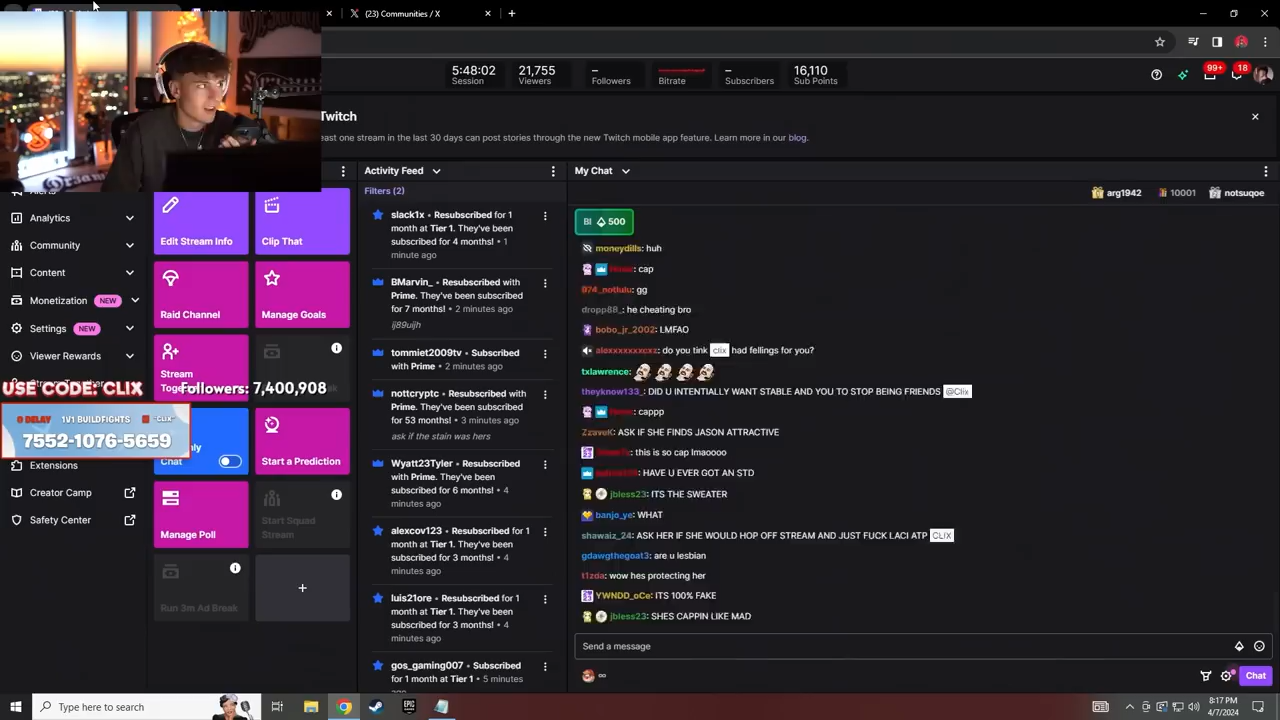 (23) Communities / X
5:48:02
Session
21,755
Viewers
–
Followers
Bitrate
–
Subscribers
16,110
Sub Points
99+
18
Twitch
east one stream in the last 30 days can post stories through the new Twitch mobile app feature. Learn more in our blog.
Alerts
Analytics
Community
Content
Monetization NEW
Settings NEW
Viewer Rewards
USE CODE: CLIX
Followers: 7,400,908
0 DELAY 1V1 BUILDFIGHTS "CLIX"
7552-1076-5659
Extensions
Creator Camp
Safety Center
Edit Stream Info
Clip That
Raid Channel
Manage Goals
Stream
Chat
Start a Prediction
Manage Poll
Start Squad
Stream
Run 3m Ad Break
+
Activity Feed
Filters (2)
slack1x • Resubscribed for 1
month at Tier 1. They've been
subscribed for 4 months! • 1
minute ago
BMarvin_ • Resubscribed with
Prime. They've been subscribed
for 7 months! • 2 minutes ago
ij89uijh
tommiet2009tv • Subscribed
with Prime • 2 minutes ago
nottcryptc • Resubscribed with
Prime. They've been subscribed
for 53 months! • 3 minutes ago
ask if the stain was hers
Wyatt23Tyler • Resubscribed
with Prime. They've been
subscribed for 6 months! • 4
minutes ago
alexcov123 • Resubscribed for 1
month at Tier 1. They've been
subscribed for 3 months! • 4
minutes ago
luis21ore • Resubscribed for 1
month at Tier 1. They've been
subscribed for 3 months! • 4
minutes ago
gos_gaming007 • Subscribed
for 1 month at Tier 1 • 5 minutes
My Chat
arg1942
10001
notsuqoe
BI 500
moneydills: huh
: cap
074_notlulu: gg
dropp88_: he cheating bro
bobo_jr_2002: LMFAO
alexxxxxxxcxz: do you tink clix had fellings for you?
txlawrence:
theyknow133_: DID U INTENTIALLY WANT DISTANCE AND YOU TO STOP BEING FRIENDS @Clix
: cappp
ZzavoK: ASK IF SHE FINDS JASON ATTRACTIVE
: this is so cap lmaoooo
: HAVE U EVER GOT AN STD
jbless23: ITS THE SWEATER
banjo_ye: WHAT
shawaiz_24: ASK HER IF SHE WOULD HOP OFF STREAM AND JUST FUCK LACI ATP CLIX
gdawgthegoat3: are u lesbian
t1zda: wow hes protecting her
YWNDD_oCe: ITS 100% FAKE
jbless23: SHES CAPPIN LIKE MAD
Send a message
∞
Chat
Type here to search
8:17 PM
4/7/2024